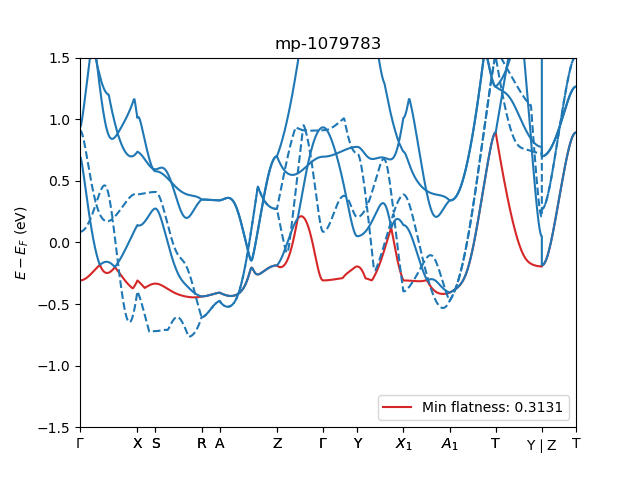 mp-1079783
E − E_F (eV)
1.5
1.0
0.5
0.0
−0.5
−1.0
−1.5
Min flatness: 0.3131
Γ X S R A Z Γ Y X₁ A₁ T Y | Z T